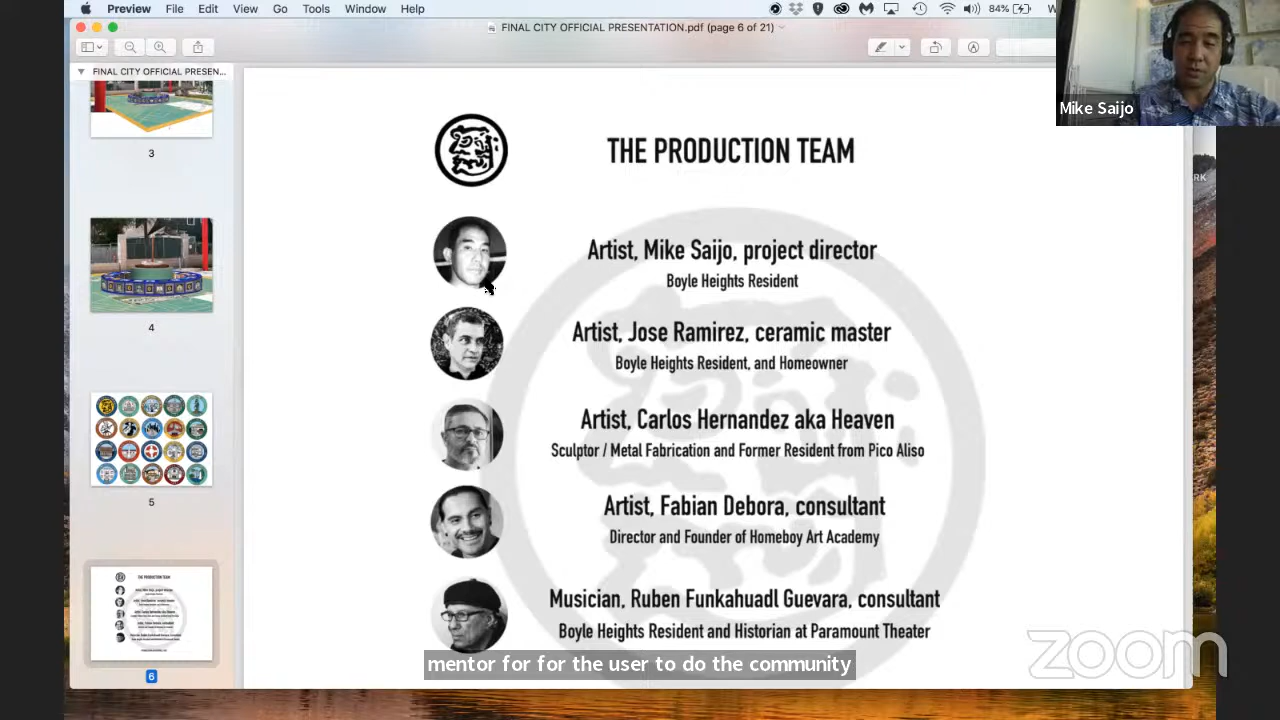 Preview File Edit View Go Tools Window Help
84%
FINAL CITY OFFICIAL PRESENTATION.pdf (page 6 of 21)
FINAL CITY OFFICIAL PRESEN...
3
4
5
6
THE PRODUCTION TEAM
Artist, Mike Saijo, project director
Boyle Heights Resident
Artist, Jose Ramirez, ceramic master
Boyle Heights Resident, and Homeowner
Artist, Carlos Hernandez aka Heaven
Sculptor / Metal Fabrication and Former Resident from Pico Aliso
Artist, Fabian Debora, consultant
Director and Founder of Homeboy Art Academy
Musician, Ruben Funkahuadl Guevara, consultant
Boyle Heights Resident and Historian at Paramount Theater
mentor for for the user to do the community
Mike Saijo
RK
zoom
THE PRODUCTION TEAM